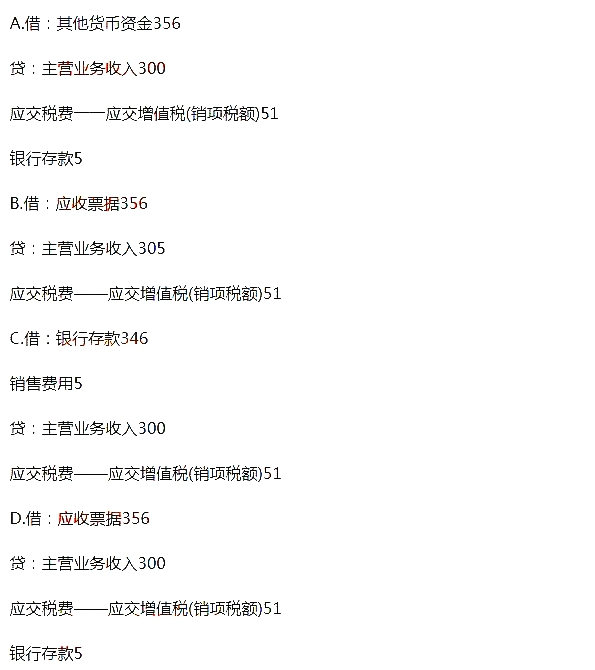 A.借：其他货币资金356
贷：主营业务收入300
应交税费——应交增值税(销项税额)51
银行存款5
B.借：应收票据356
贷：主营业务收入305
应交税费——应交增值税(销项税额)51
C.借：银行存款346
销售费用5
贷：主营业务收入300
应交税费——应交增值税(销项税额)51
D.借：应收票据356
贷：主营业务收入300
应交税费——应交增值税(销项税额)51
银行存款5